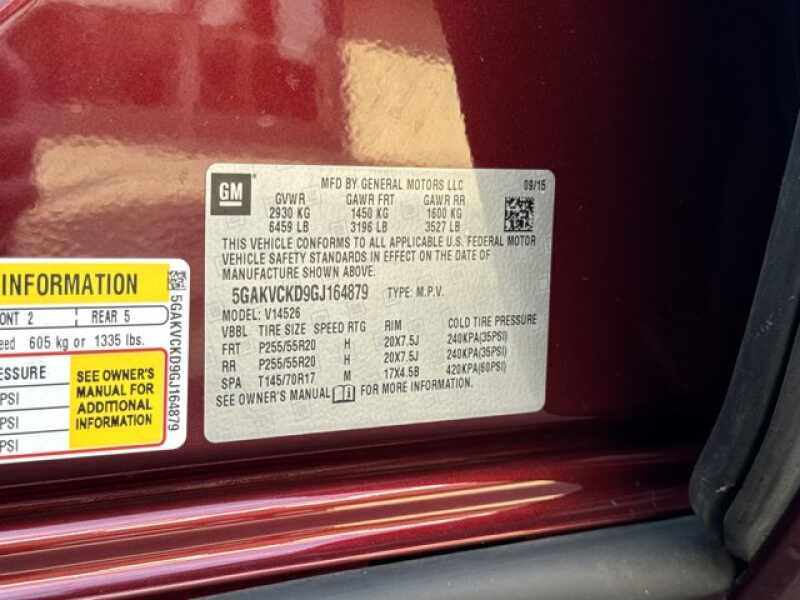 INFORMATION
ONT 2 REAR 5
eed 605 kg or 1335 lbs.
ESSURE
PSI
PSI
PSI
SEE OWNER'S
MANUAL FOR
ADDITIONAL
INFORMATION
5GAKVCKD9GJ164879
GM
MFD BY GENERAL MOTORS LLC 09/15
GVWR GAWR FRT GAWR RR
2930 KG 1450 KG 1600 KG
6459 LB 3196 LB 3527 LB
THIS VEHICLE CONFORMS TO ALL APPLICABLE U.S. FEDERAL MOTOR
VEHICLE SAFETY STANDARDS IN EFFECT ON THE DATE OF
MANUFACTURE SHOWN ABOVE.
5GAKVCKD9GJ164879 TYPE: M.P.V.
MODEL: V14526
VBBL TIRE SIZE SPEED RTG RIM COLD TIRE PRESSURE
FRT P255/55R20 H 20X7.5J 240KPA(35PSI)
RR P255/55R20 H 20X7.5J 240KPA(35PSI)
SPA T145/70R17 M 17X4.5B 420KPA(60PSI)
SEE OWNER'S MANUAL FOR MORE INFORMATION.